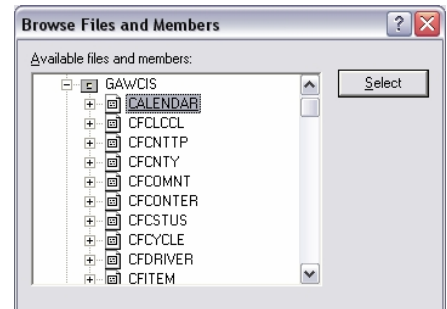 Browse Files and Members
Available files and members:
GAWCIS
Select
CALENDAR
CFCLCCL
CFCNTTP
CFCNTY
CFCOMNT
CFCONTER
CFCSTUS
CFCYCLE
CFDRIVER
CFITEM